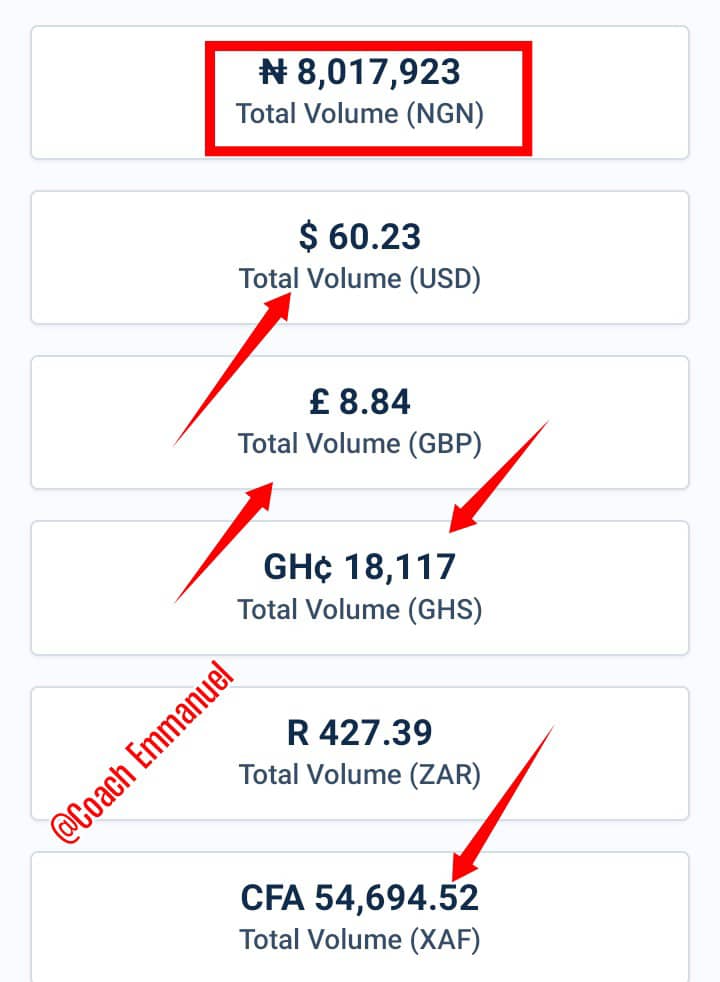 ₦ 8,017,923
Total Volume (NGN)
$ 60.23
Total Volume (USD)
£ 8.84
Total Volume (GBP)
GH¢ 18,117
Total Volume (GHS)
@Coach Emmanuel
R 427.39
Total Volume (ZAR)
CFA 54,694.52
Total Volume (XAF)